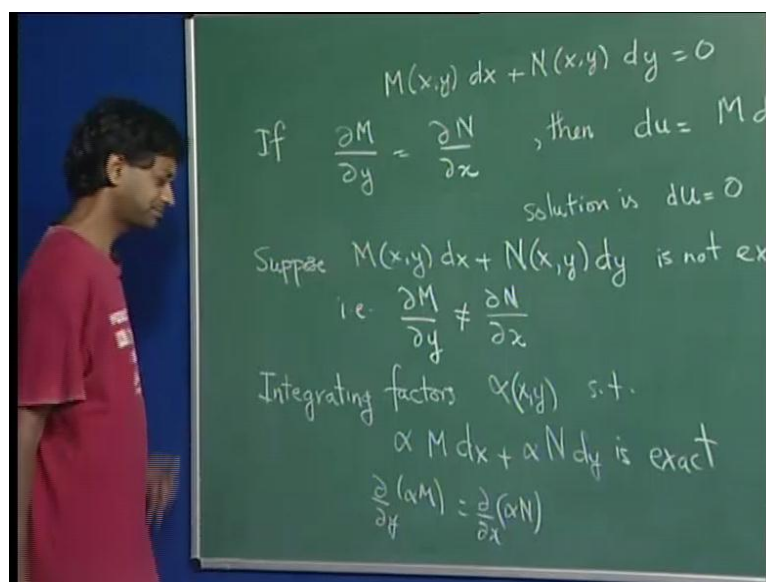 M(x,y) dx + N(x,y) dy = 0
If ∂M/∂y = ∂N/∂x , then du = M d
solution is du = 0
Suppose M(x,y) dx + N(x,y) dy is not ex
i.e. ∂M/∂y ≠ ∂N/∂x
Integrating factors α(x,y) s.t.
α M dx + α N dy is exact
∂/∂y (αM) = ∂/∂x (αN)